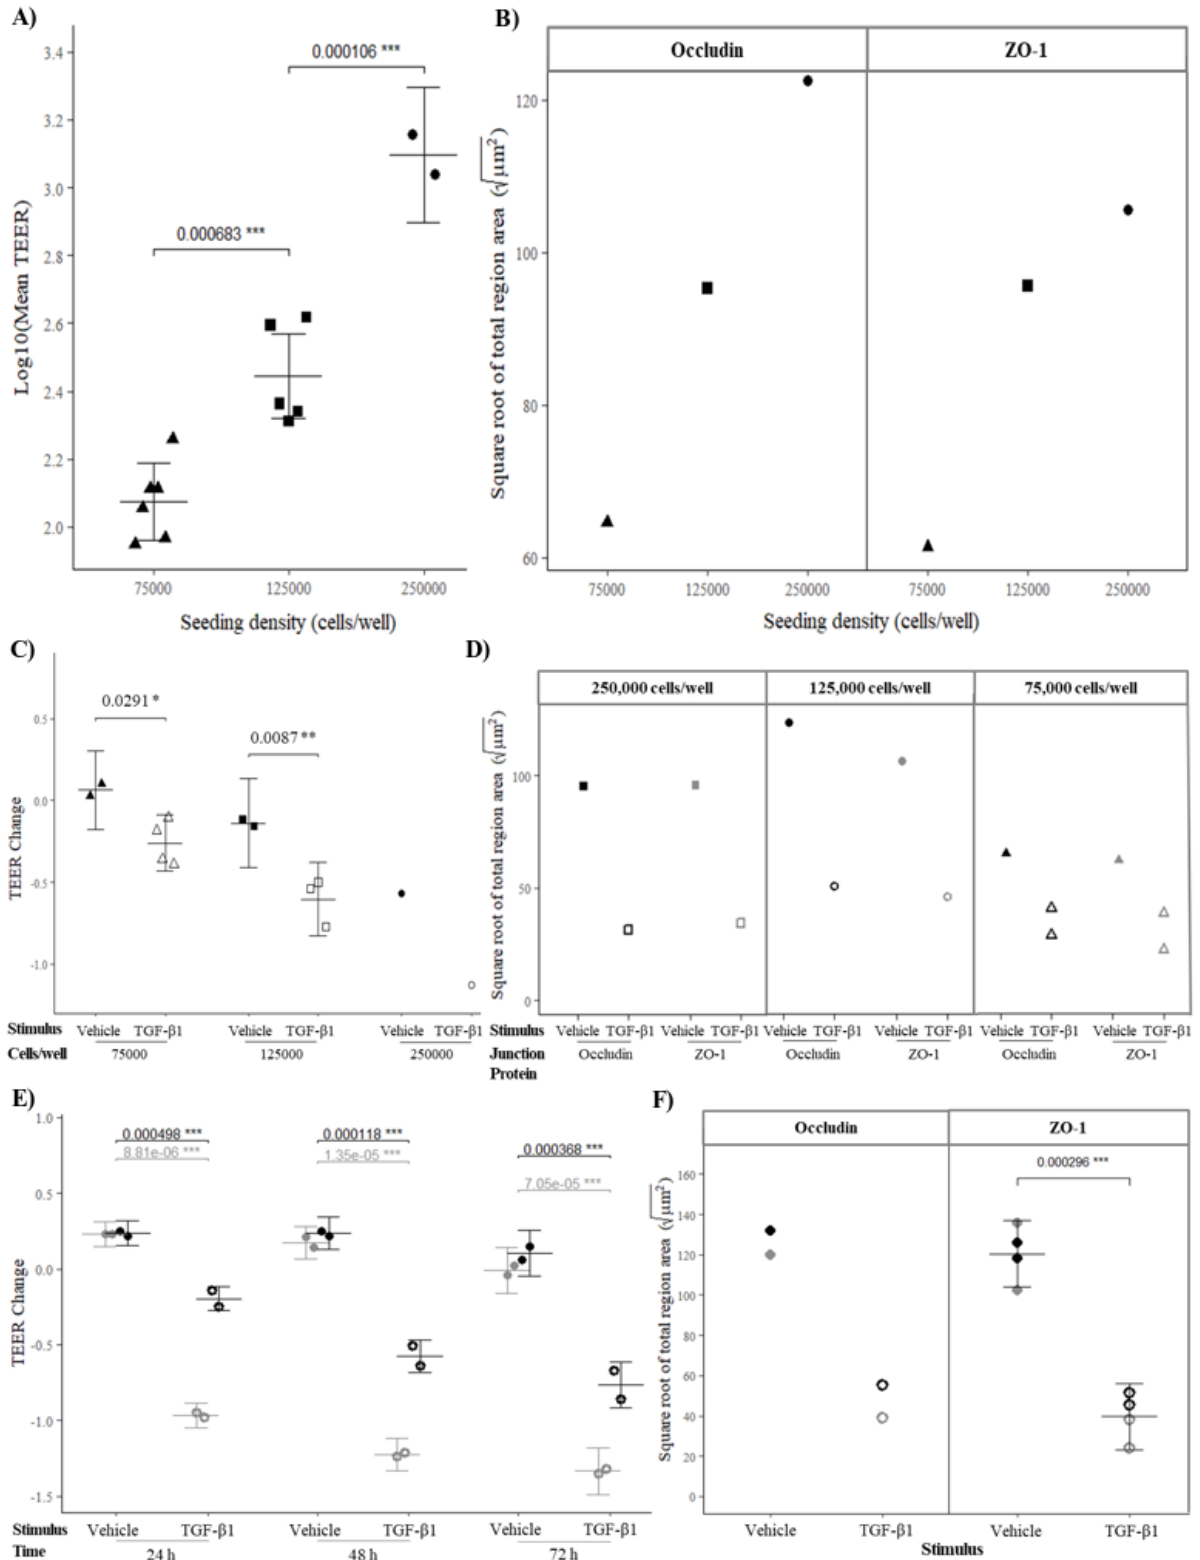 A)
0.000106 ***
0.000683 ***
Log10(Mean TEER)
3.4
3.2
3.0
2.8
2.6
2.4
2.2
2.0
75000 125000 250000
Seeding density (cells/well)
B)
Occludin ZO-1
Square root of total region area (√μm²)
120
100
80
60
75000 125000 250000 75000 125000 250000
Seeding density (cells/well)
C)
0.0291 *
0.0087 **
TEER Change
0.5
0.0
-0.5
-1.0
Stimulus Vehicle TGF-β1 Vehicle TGF-β1 Vehicle TGF-β1
Cells/well 75000 125000 250000
D)
250,000 cells/well 125,000 cells/well 75,000 cells/well
Square root of total region area (√μm²)
100
50
0
Stimulus Vehicle TGF-β1 Vehicle TGF-β1 Vehicle TGF-β1 Vehicle TGF-β1 Vehicle TGF-β1 Vehicle TGF-β1
Junction Occludin ZO-1 Occludin ZO-1 Occludin ZO-1
Protein
E)
0.000498 *** 0.000118 *** 0.000368 ***
8.81e-06 *** 1.35e-05 *** 7.05e-05 ***
TEER Change
1.0
0.5
0.0
-0.5
-1.0
-1.5
Stimulus Vehicle TGF-β1 Vehicle TGF-β1 Vehicle TGF-β1
Time 24 h 48 h 72 h
F)
Occludin ZO-1
0.000296 ***
Square root of total region area (√μm²)
160
140
120
100
80
60
40
20
0
Vehicle TGF-β1 Vehicle TGF-β1
Stimulus